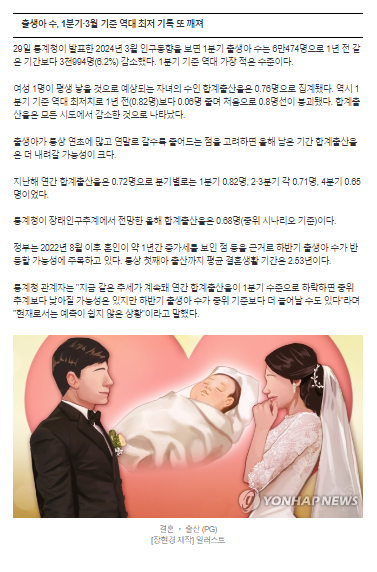 출생아 수, 1분기·3월 기준 역대 최저 기록 또 깨져
29일 통계청이 발표한 2024년 3월 인구동향을 보면 1분기 출생아 수는 6만474명으로 1년 전 같
은 기간보다 3천994명(6.2%) 감소했다. 1분기 기준 역대 가장 적은 수준이다.
여성 1명이 평생 낳을 것으로 예상되는 자녀의 수인 합계출산율은 0.76명으로 집계됐다. 역시 1
분기 기준 역대 최저치로 1년 전(0.82명)보다 0.06명 줄며 처음으로 0.8명선이 붕괴됐다. 합계출
산율은 모든 시도에서 감소한 것으로 나타났다.
출생아가 통상 연초에 많고 연말로 갈수록 줄어드는 점을 고려하면 올해 남은 기간 합계출산율
은 더 내려갈 가능성이 크다.
지난해 연간 합계출산율은 0.72명으로 분기별로는 1분기 0.82명, 2·3분기 각 0.71명, 4분기 0.65
명이었다.
통계청이 장래인구추계에서 전망한 올해 합계출산율은 0.68명(중위 시나리오 기준)이다.
정부는 2022년 8월 이후 혼인이 약 1년간 증가세를 보인 점 등을 근거로 하반기 출생아 수가 반
등할 가능성에 주목하고 있다. 통상 첫째아 출산까지 평균 결혼생활 기간은 2.53년이다.
통계청 관계자는 "지금 같은 추세가 계속돼 연간 합계출산율이 1분기 수준으로 하락하면 중위
추계보다 낮아질 가능성은 있지만 하반기 출생아 수가 중위 기준보다 더 늘어날 수도 있다"라며
"현재로서는 예측이 쉽지 않은 상황"이라고 말했다.
YONHAP NEWS
결혼 · 출산 (PG)
[장현경 제작] 일러스트